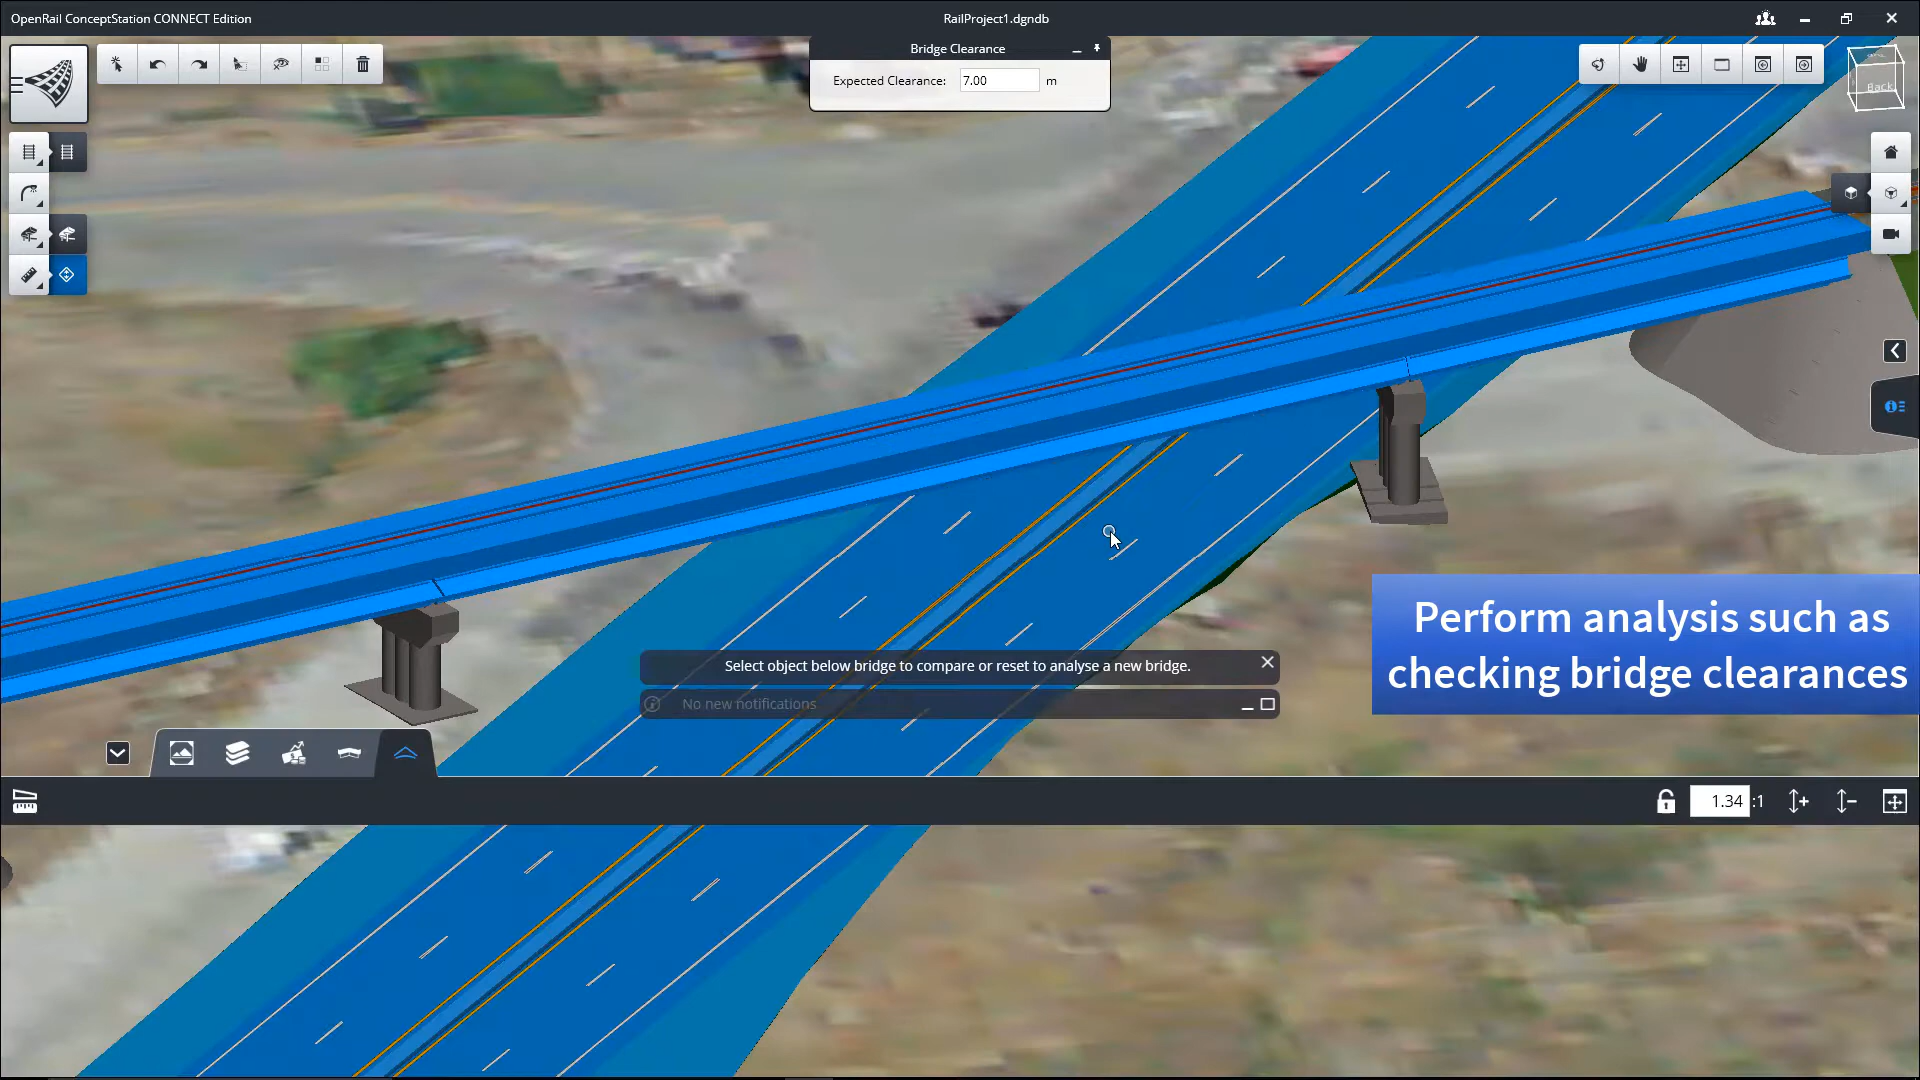 OpenRail ConceptStation CONNECT Edition
RailProject1.dgndb
Bridge Clearance
Expected Clearance: 7.00 m
Back
Perform analysis such as
checking bridge clearances
Select object below bridge to compare or reset to analyse a new bridge.
No new notifications
1.34 :1